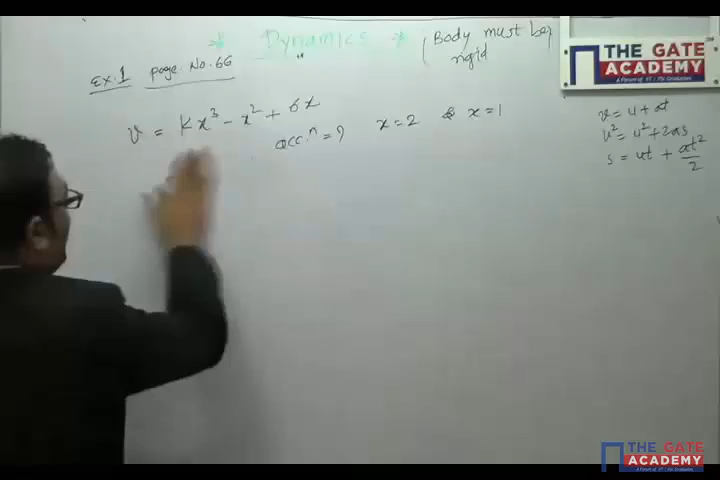 * Dynamics * (Body must be rigid
Ex.1 page No. 66
v = Kx³ - x² + 6x
accⁿ = ? x=2 & x=1
v = u + at
v² = u² + 2as
s = ut + at²/2
THE GATE
ACADEMY
THE GATE
ACADEMY